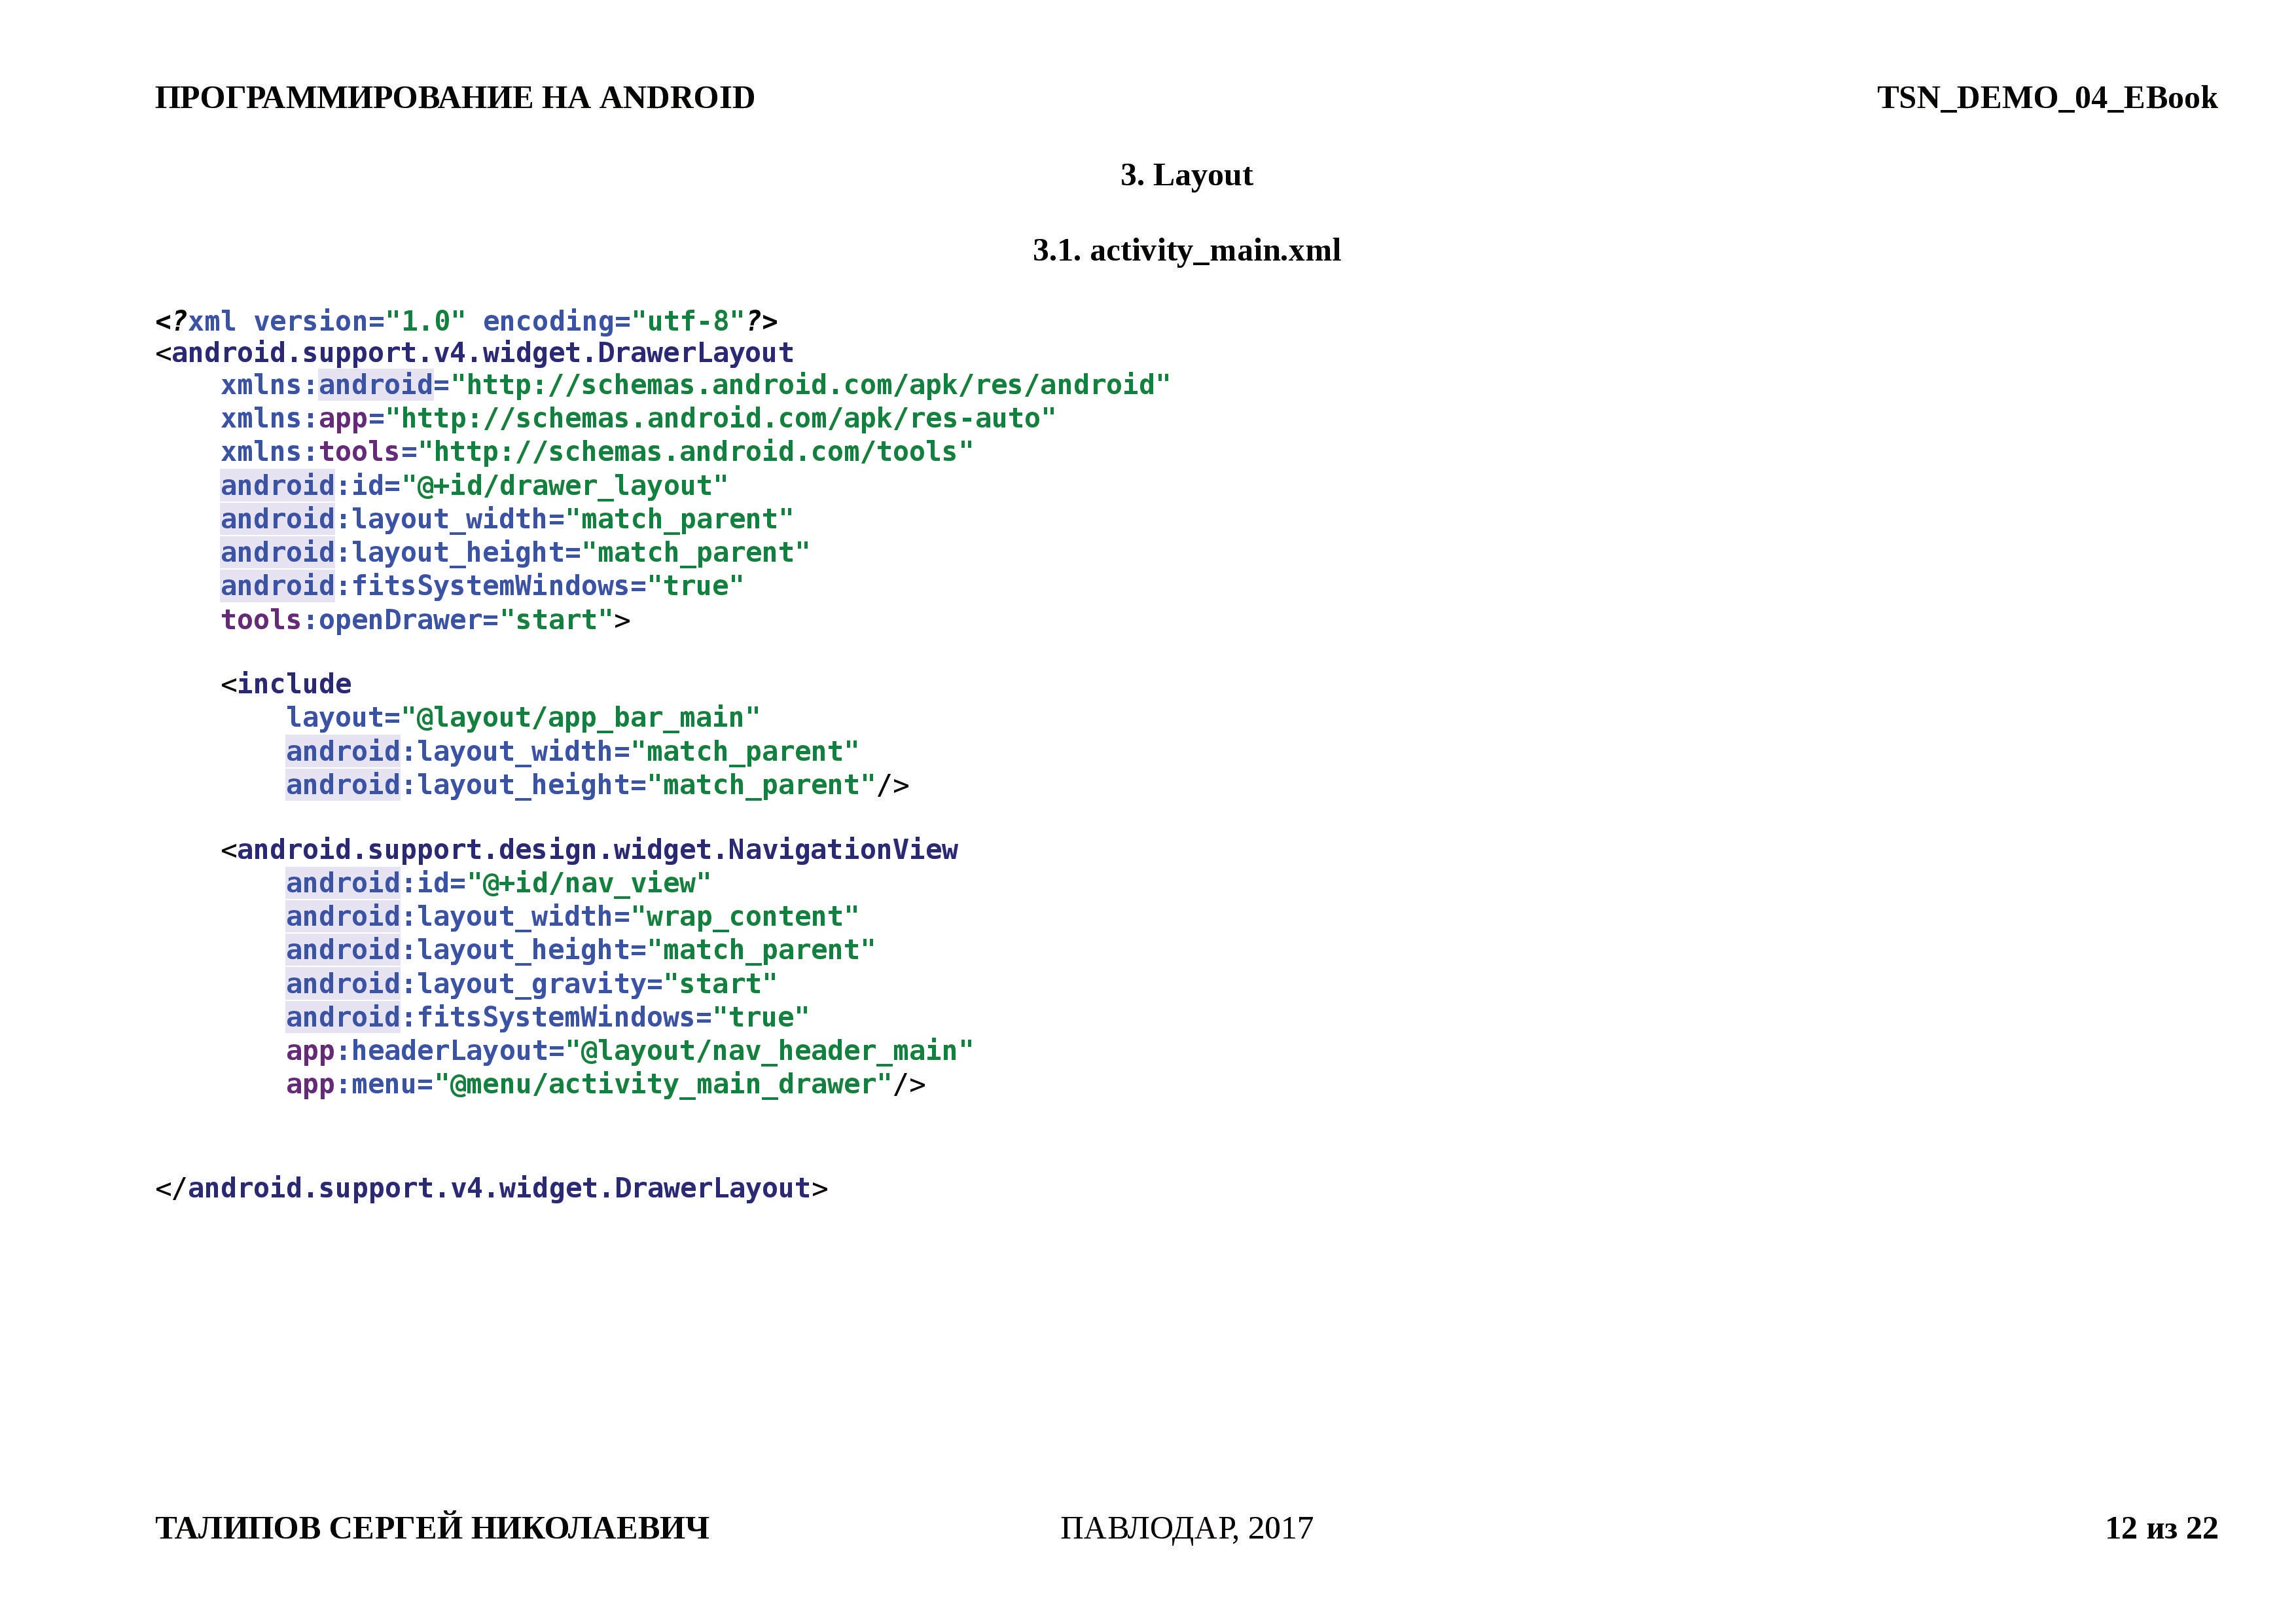 ПРОГРАММИРОВАНИЕ НА ANDROID TSN_DEMO_04_EBook
3. Layout
3.1. activity_main.xml
<?xml version="1.0" encoding="utf-8"?>
<android.support.v4.widget.DrawerLayout
    xmlns:android="http://schemas.android.com/apk/res/android"
    xmlns:app="http://schemas.android.com/apk/res-auto"
    xmlns:tools="http://schemas.android.com/tools"
    android:id="@+id/drawer_layout"
    android:layout_width="match_parent"
    android:layout_height="match_parent"
    android:fitsSystemWindows="true"
    tools:openDrawer="start">
    <include
        layout="@layout/app_bar_main"
        android:layout_width="match_parent"
        android:layout_height="match_parent"/>
    <android.support.design.widget.NavigationView
        android:id="@+id/nav_view"
        android:layout_width="wrap_content"
        android:layout_height="match_parent"
        android:layout_gravity="start"
        android:fitsSystemWindows="true"
        app:headerLayout="@layout/nav_header_main"
        app:menu="@menu/activity_main_drawer"/>
</android.support.v4.widget.DrawerLayout>
ТАЛИПОВ СЕРГЕЙ НИКОЛАЕВИЧ ПАВЛОДАР, 2017 12 из 22